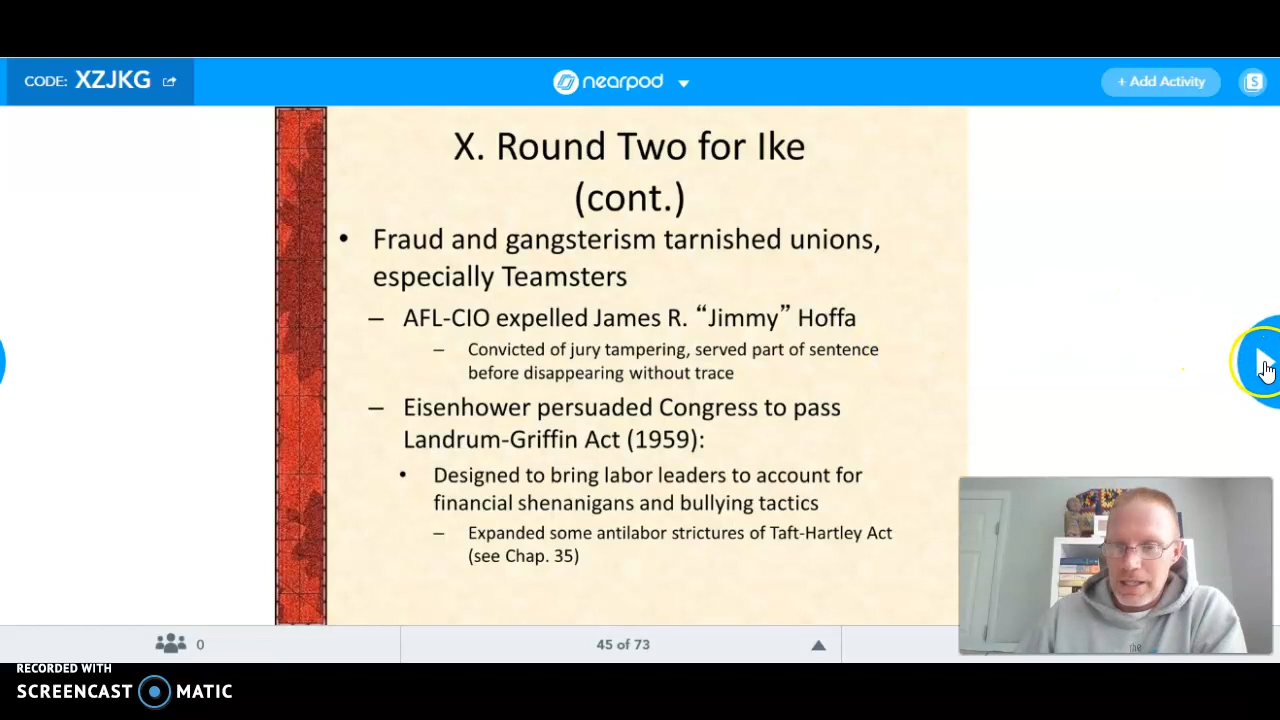 CODE: XZJKG
nearpod
+ Add Activity
S
X. Round Two for Ike
(cont.)
• Fraud and gangsterism tarnished unions,
especially Teamsters
– AFL-CIO expelled James R. “Jimmy” Hoffa
– Convicted of jury tampering, served part of sentence
before disappearing without trace
– Eisenhower persuaded Congress to pass
Landrum-Griffin Act (1959):
• Designed to bring labor leaders to account for
financial shenanigans and bullying tactics
– Expanded some antilabor strictures of Taft-Hartley Act
(see Chap. 35)
the
0
45 of 73
RECORDED WITH
SCREENCAST MATIC